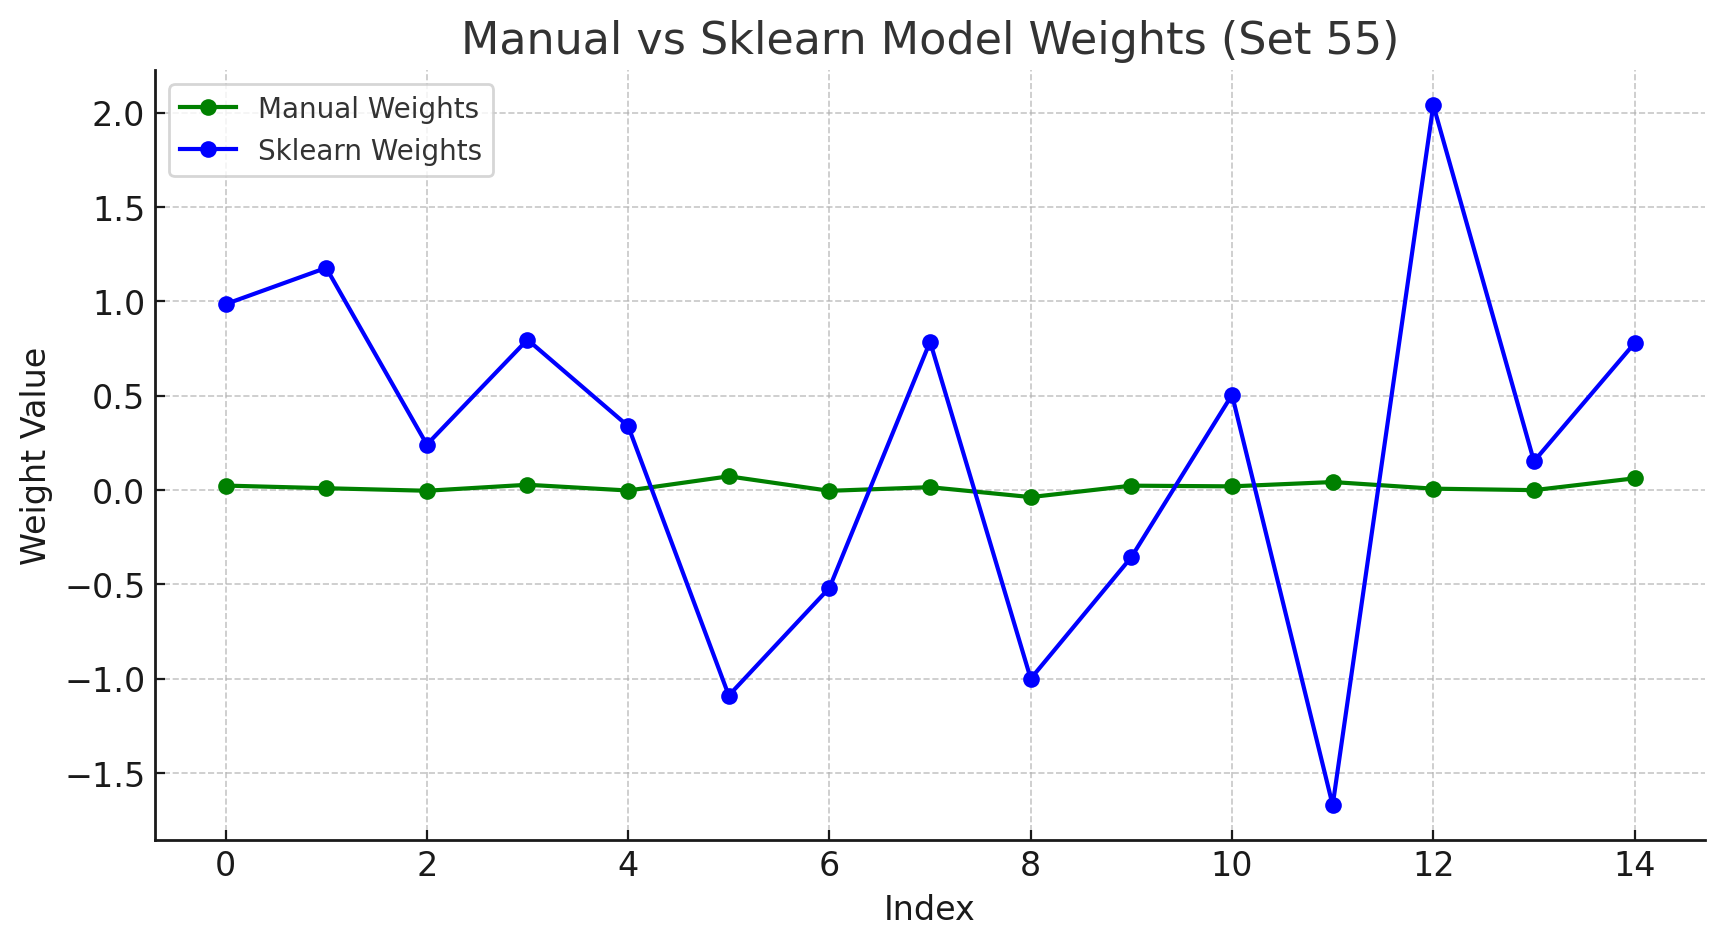 Manual vs Sklearn Model Weights (Set 55)
Manual Weights
Sklearn Weights
Weight Value
2.0
1.5
1.0
0.5
0.0
−0.5
−1.0
−1.5
0 2 4 6 8 10 12 14
Index